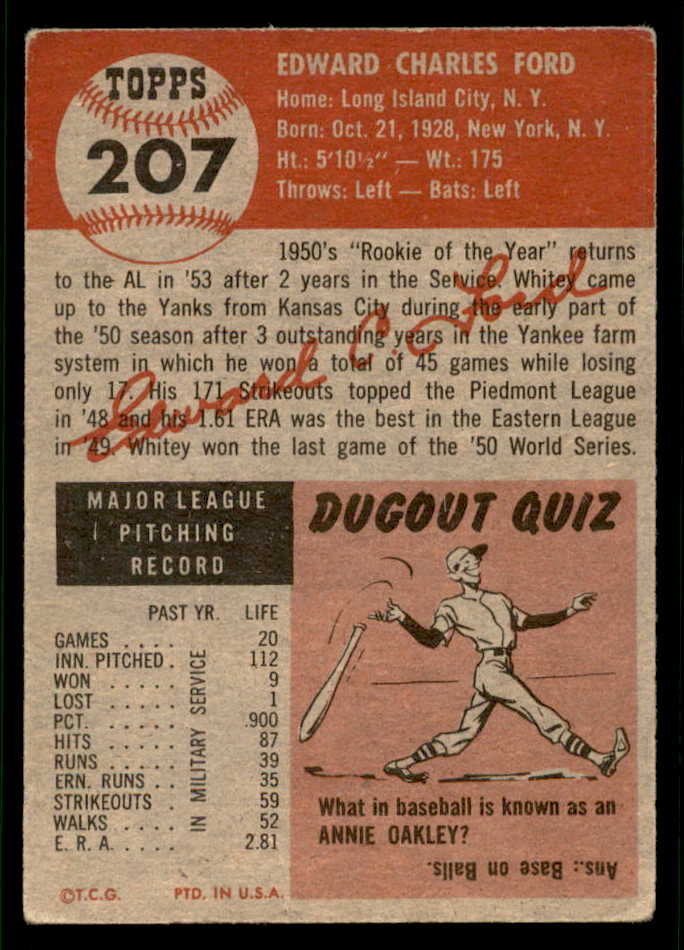 TOPPS
207
EDWARD CHARLES FORD
Home: Long Island City, N. Y.
Born: Oct. 21, 1928, New York, N. Y.
Ht.: 5'10½" — Wt.: 175
Throws: Left — Bats: Left
1950's "Rookie of the Year" returns
to the AL in '53 after 2 years in the Service. Whitey came
up to the Yanks from Kansas City during the early part of
the '50 season after 3 outstanding years in the Yankee farm
system in which he won a total of 45 games while losing
only 17. His 171 Strikeouts topped the Piedmont League
in '48 and his 1.61 ERA was the best in the Eastern League
in '49. Whitey won the last game of the '50 World Series.
Edward C. Ford
MAJOR LEAGUE
PITCHING
RECORD
PAST YR. LIFE
GAMES . . . . 20
INN. PITCHED . 112
WON . . . . . 9
LOST . . . . . 1
PCT. . . . . . .900
HITS . . . . . 87
RUNS . . . . . 39
ERN. RUNS . . 35
STRIKEOUTS . 59
WALKS . . . . 52
E. R. A. . . . . 2.81
IN MILITARY SERVICE
©T.C.G. PTD. IN U.S.A.
DUGOUT QUIZ
What in baseball is known as an
ANNIE OAKLEY?
Ans.: Base on Balls.